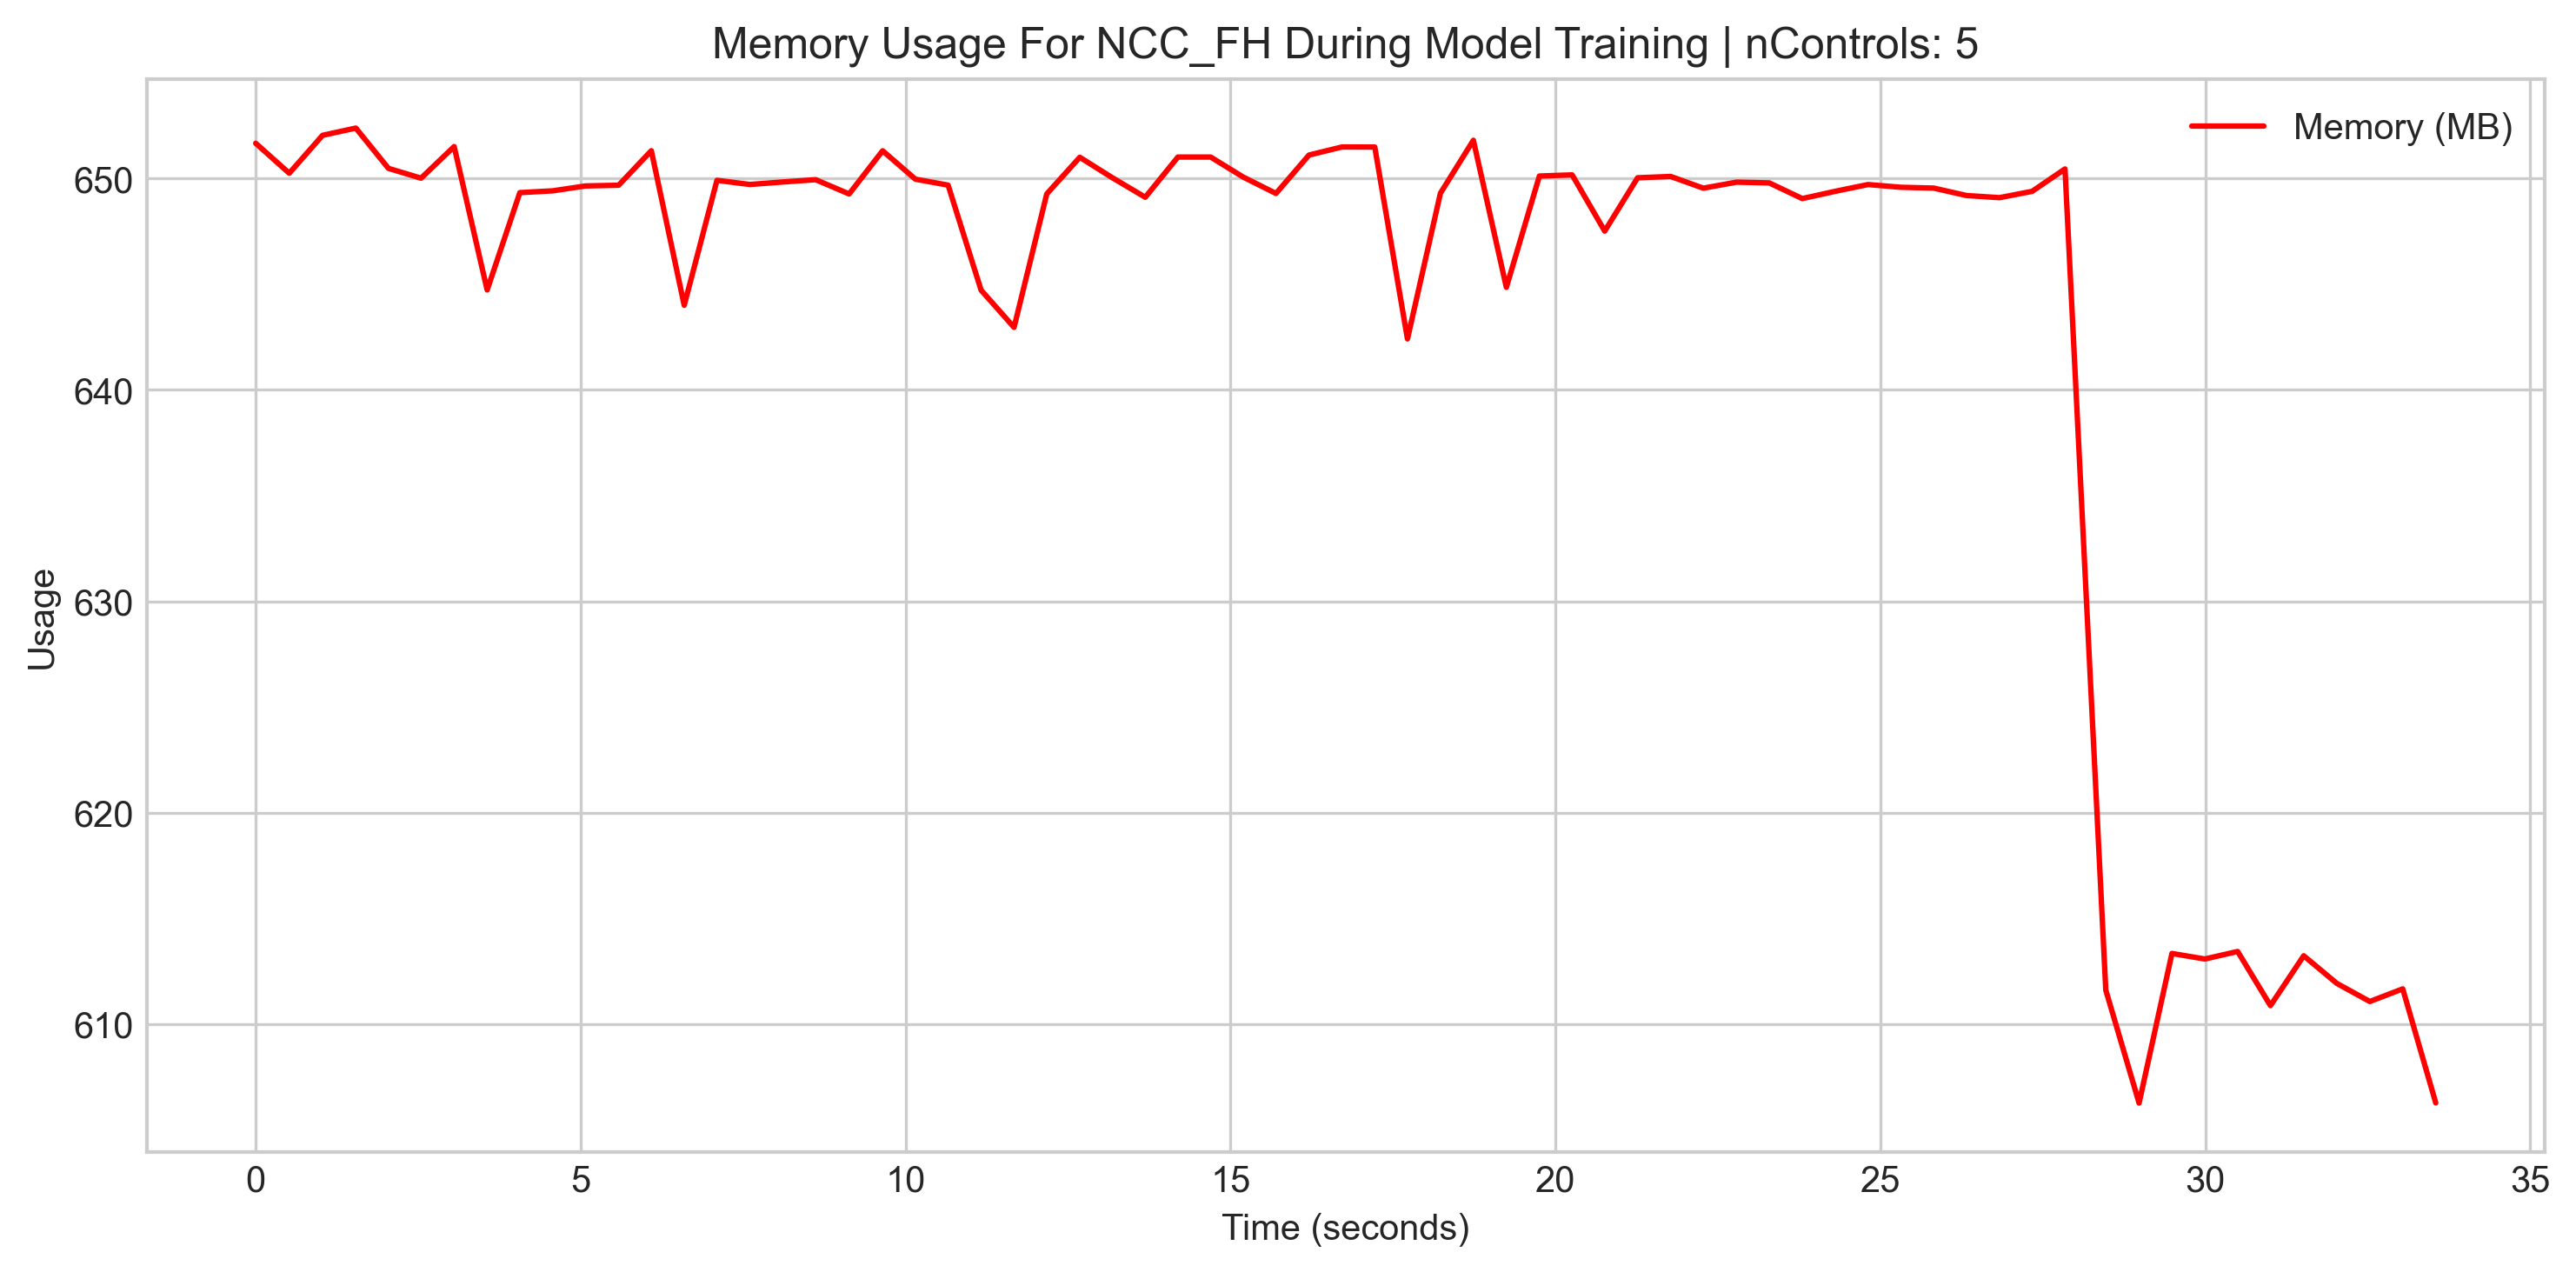 Memory Usage For NCC_FH During Model Training | nControls: 5
Memory (MB)
Usage
650
640
630
620
610
0 5 10 15 20 25 30 35
Time (seconds)